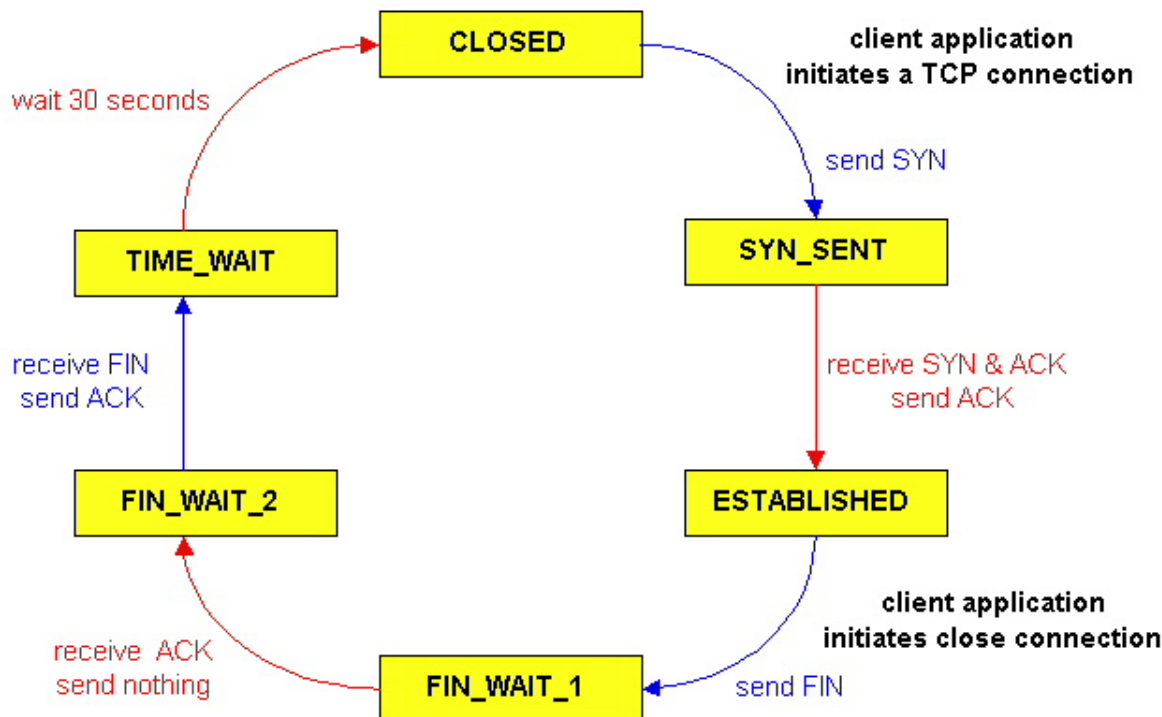 CLOSED
client application
initiates a TCP connection
wait 30 seconds
send SYN
TIME_WAIT
SYN_SENT
receive FIN
send ACK
receive SYN & ACK
send ACK
FIN_WAIT_2
ESTABLISHED
client application
initiates close connection
receive ACK
send nothing
FIN_WAIT_1
send FIN